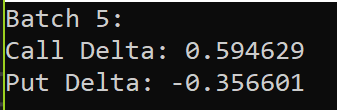 Batch 5:
Call Delta: 0.594629
Put Delta: -0.356601